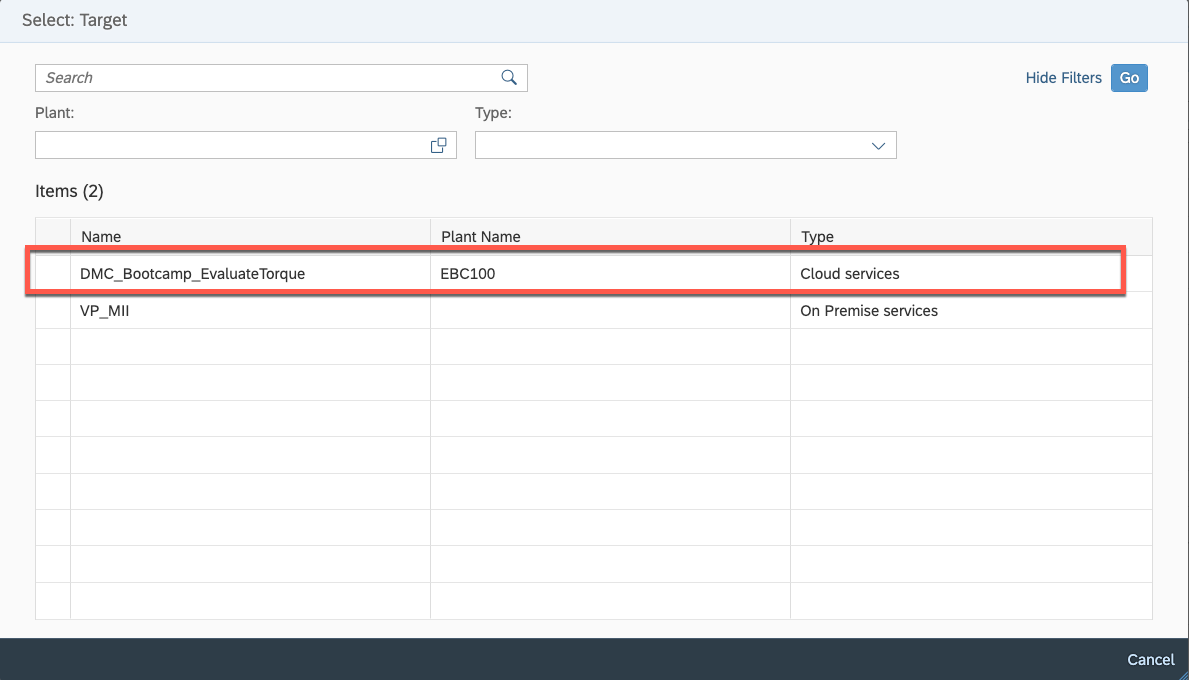 Select: Target
Search
Hide Filters Go
Plant: Type:
Items (2)
Name Plant Name Type
DMC_Bootcamp_EvaluateTorque EBC100 Cloud services
VP_MII On Premise services
Cancel